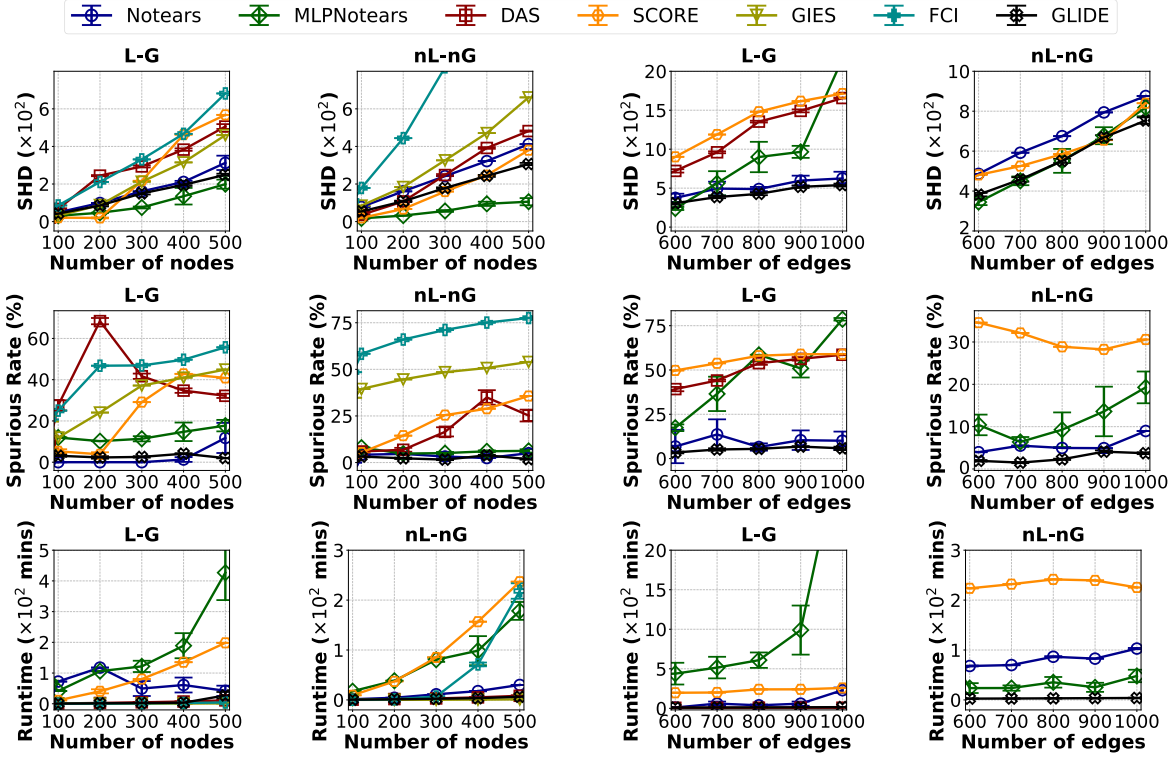 Notears MLPNotears DAS SCORE GIES FCI GLIDE
L-G nL-nG L-G nL-nG
SHD (×10²)
0 2 4 6
100 200 300 400 500
Number of nodes
SHD (×10²)
0 2 4 6
100 200 300 400 500
Number of nodes
SHD (×10²)
0 5 10 15 20
600 700 800 900 1000
Number of edges
SHD (×10²)
2 4 6 8 10
600 700 800 900 1000
Number of edges
L-G nL-nG L-G nL-nG
Spurious Rate (%)
0 20 40 60
100 200 300 400 500
Number of nodes
Spurious Rate (%)
0 25 50 75
100 200 300 400 500
Number of nodes
Spurious Rate (%)
0 25 50 75
600 700 800 900 1000
Number of edges
Spurious Rate (%)
0 10 20 30
600 700 800 900 1000
Number of edges
L-G nL-nG L-G nL-nG
Runtime (×10² mins)
0 1 2 3 4 5
100 200 300 400 500
Number of nodes
Runtime (×10² mins)
0 1 2 3
100 200 300 400 500
Number of nodes
Runtime (×10² mins)
0 5 10 15 20
600 700 800 900 1000
Number of edges
Runtime (×10² mins)
0 1 2 3
600 700 800 900 1000
Number of edges